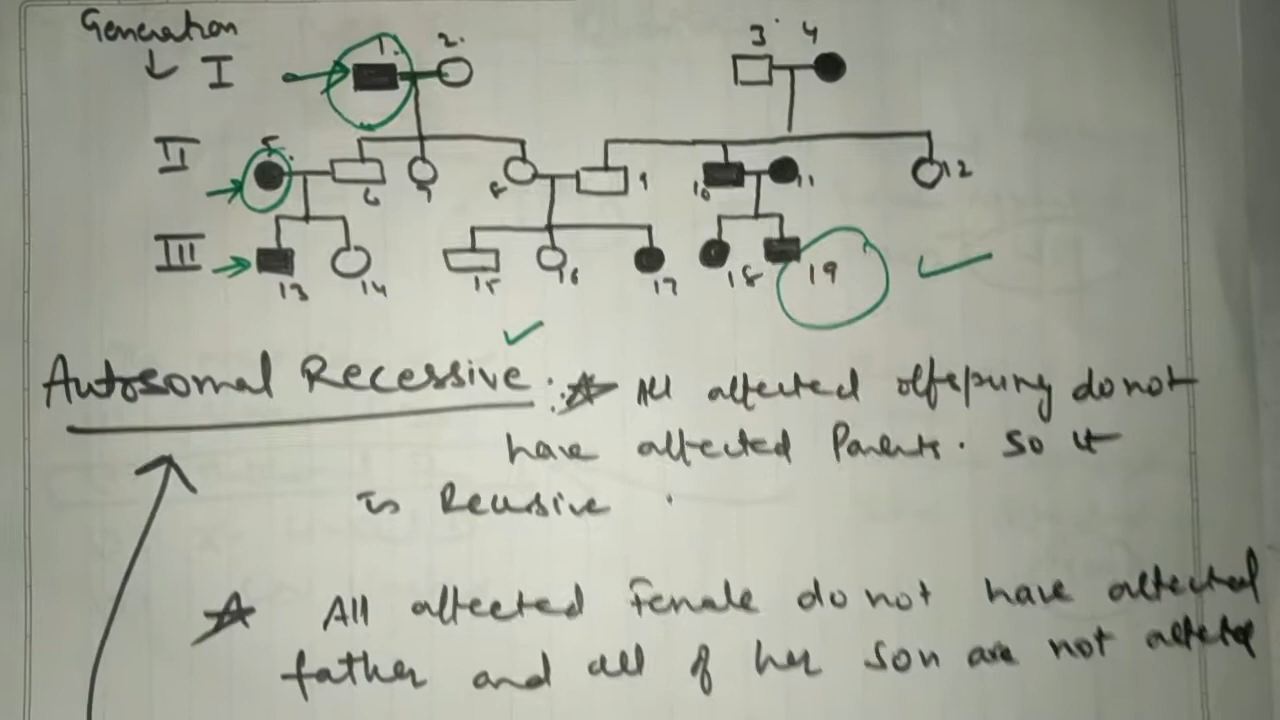 Generation
I 1. 2. 3 4
II 5. 6 7 8 9 10 11 12
III 13 14 15 16 17 18 19
Autosomal Recessive : All affected offspring do not
have affected Parents. So it
is
All affected Female do not have affected
father and all of her son are not